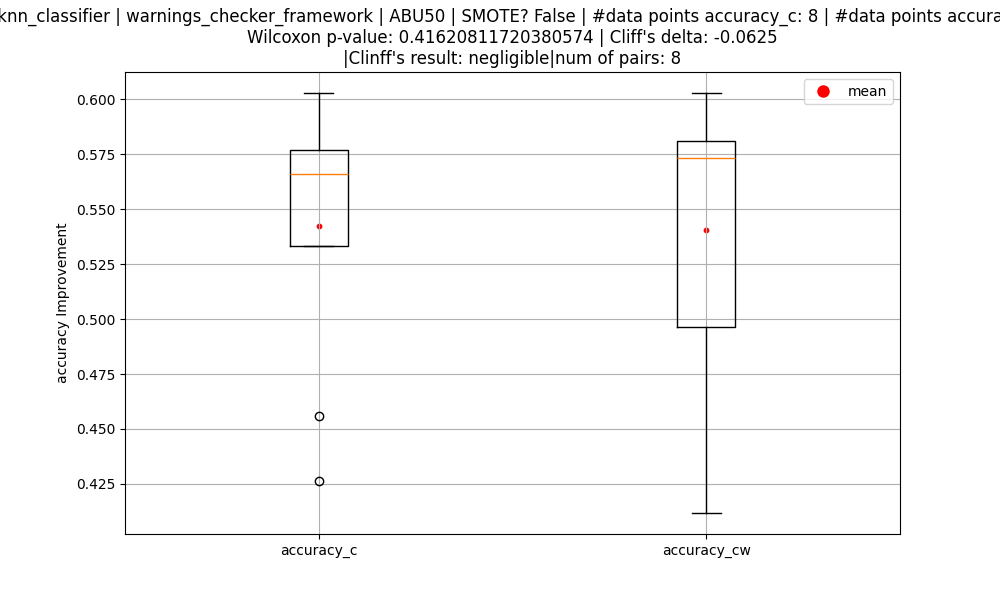 knn_classifier | warnings_checker_framework | ABU50 | SMOTE? False | #data points accuracy_c: 8 | #data points
Wilcoxon p-value: 0.41620811720380574 | Cliff's delta: -0.0625
|Clinff's result: negligible|num of pairs: 8
mean
0.600
0.575
0.550
0.525
0.500
0.475
0.450
0.425
accuracy Improvement
accuracy_c
accuracy_cw